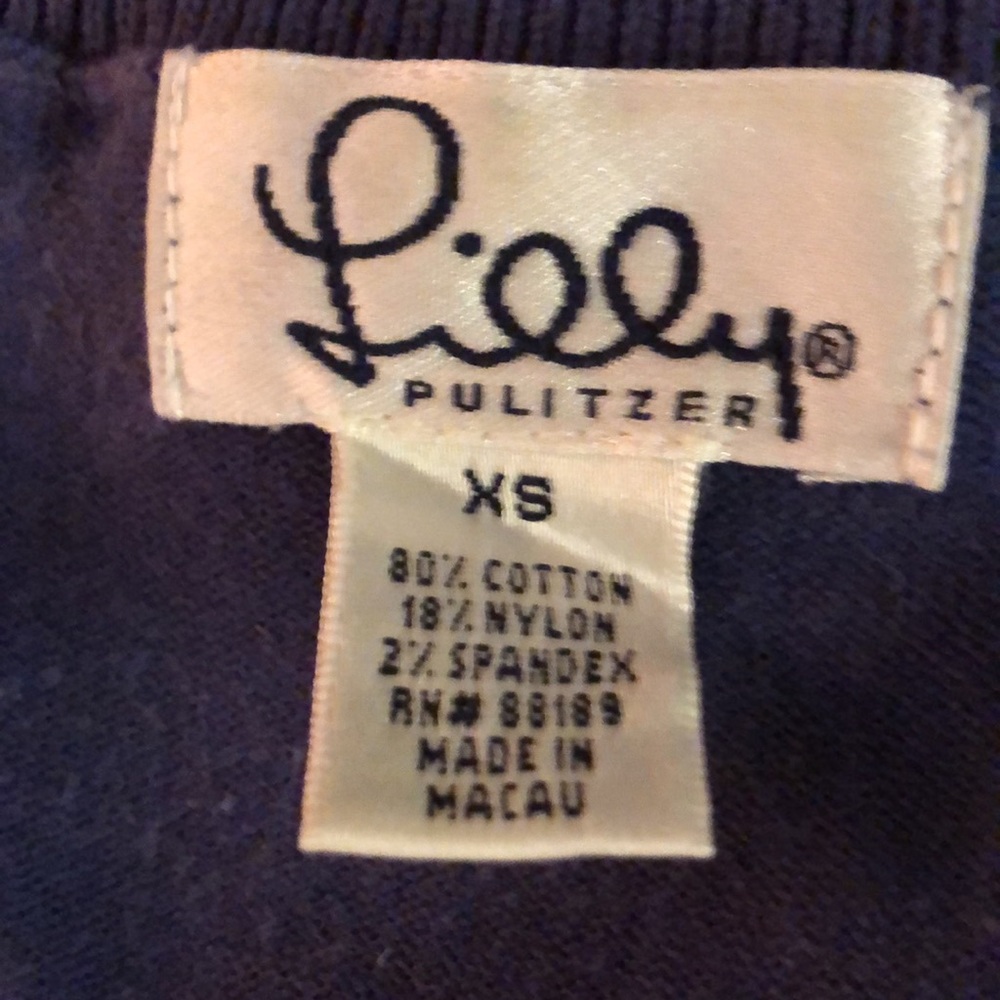 Lilly®
PULITZER
XS
80% COTTON
18% NYLON
2% SPANDEX
RN# 88189
MADE IN
MACAU